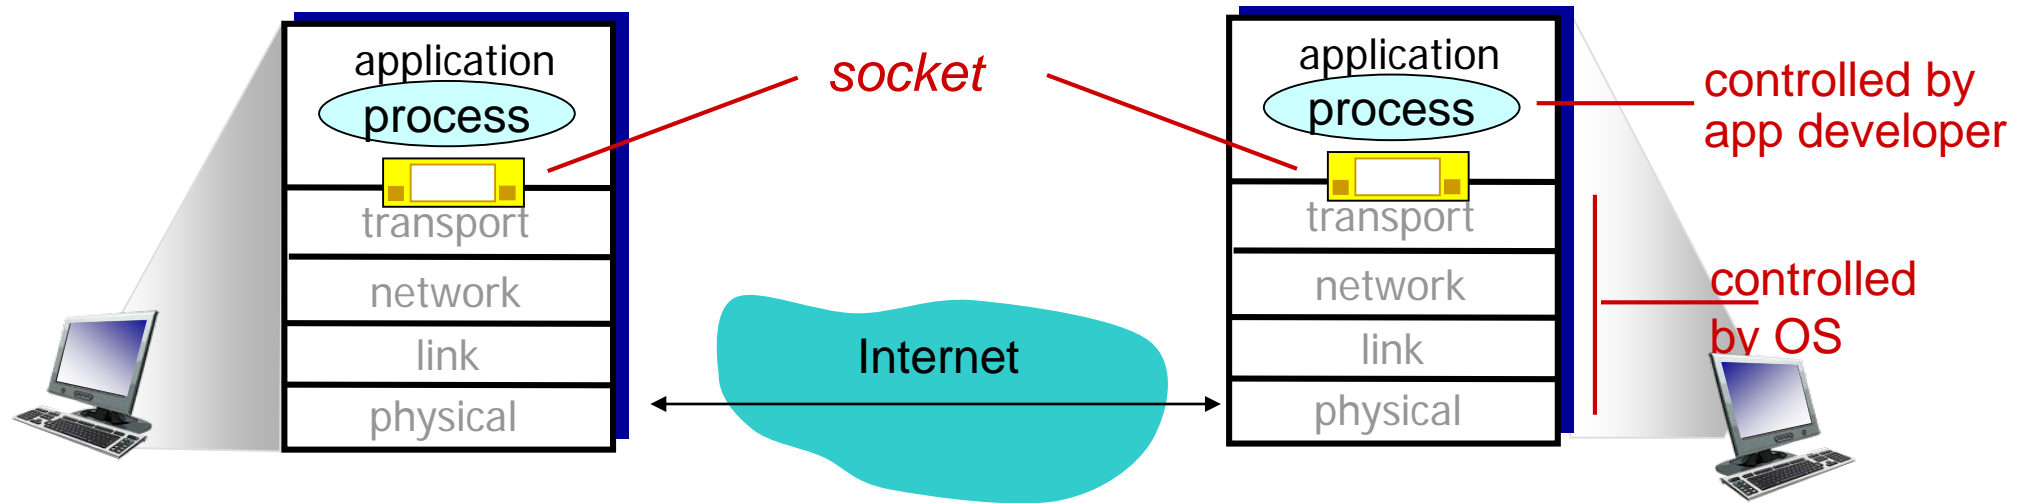 application
process
transport
network
link
physical
socket
Internet
application
process
transport
network
link
physical
controlled by
app developer
controlled
by OS